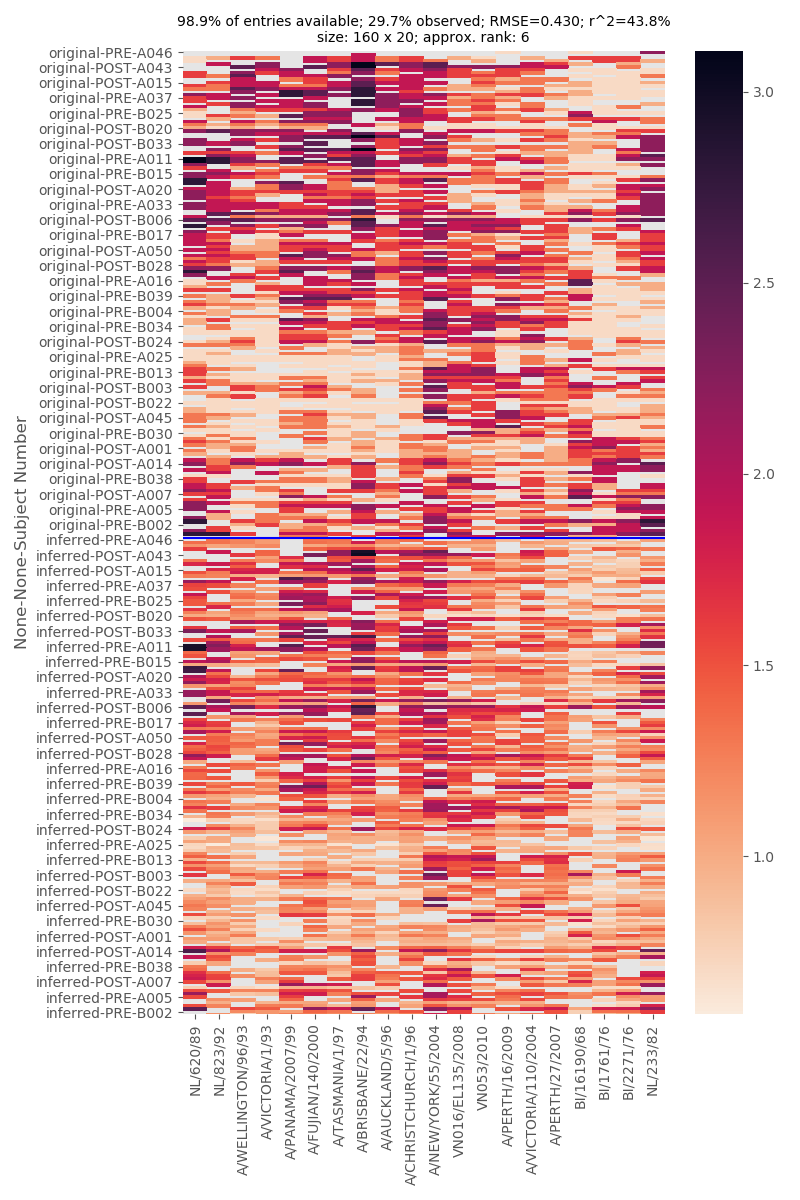 98.9% of entries available; 29.7% observed; RMSE=0.430; r^2=43.8%
size: 160 x 20; approx. rank: 6
None-None-Subject Number
original-PRE-A046
original-POST-A043
original-POST-A015
original-PRE-A037
original-PRE-B025
original-POST-B020
original-POST-B033
original-PRE-A011
original-PRE-B015
original-POST-A020
original-PRE-A033
original-POST-B006
original-PRE-B017
original-POST-A050
original-POST-B028
original-PRE-A016
original-PRE-B039
original-PRE-B004
original-PRE-B034
original-POST-B024
original-PRE-A025
original-PRE-B013
original-POST-B003
original-POST-B022
original-POST-A045
original-PRE-B030
original-POST-A001
original-POST-A014
original-PRE-B038
original-POST-A007
original-PRE-A005
original-PRE-B002
inferred-PRE-A046
inferred-POST-A043
inferred-POST-A015
inferred-PRE-A037
inferred-PRE-B025
inferred-POST-B020
inferred-POST-B033
inferred-PRE-A011
inferred-PRE-B015
inferred-POST-A020
inferred-PRE-A033
inferred-POST-B006
inferred-PRE-B017
inferred-POST-A050
inferred-POST-B028
inferred-PRE-A016
inferred-PRE-B039
inferred-PRE-B004
inferred-PRE-B034
inferred-POST-B024
inferred-PRE-A025
inferred-PRE-B013
inferred-POST-B003
inferred-POST-B022
inferred-POST-A045
inferred-PRE-B030
inferred-POST-A001
inferred-POST-A014
inferred-PRE-B038
inferred-POST-A007
inferred-PRE-A005
inferred-PRE-B002
NL/620/89
NL/823/92
A/WELLINGTON/96/93
A/VICTORIA/1/93
A/PANAMA/2007/99
A/FUJIAN/140/2000
A/TASMANIA/1/97
A/BRISBANE/22/94
A/AUCKLAND/5/96
A/CHRISTCHURCH/1/96
A/NEW/YORK/55/2004
VN016/EL135/2008
VN053/2010
A/PERTH/16/2009
A/VICTORIA/110/2004
A/PERTH/27/2007
BI/16190/68
BI/1761/76
BI/2271/76
NL/233/82
3.0
2.5
2.0
1.5
1.0